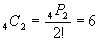 ₄C₂ = ₄P₂/2! = 6